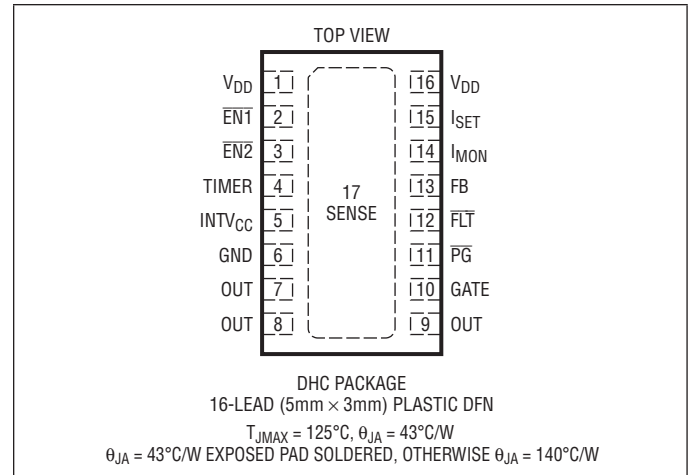 TOP VIEW
VDD 1 16 VDD
EN1 2 15 ISET
EN2 3 14 IMON
TIMER 4 13 FB
INTVCC 5 12 FLT
GND 6 11 PG
OUT 7 10 GATE
OUT 8 9 OUT
17
SENSE
DHC PACKAGE
16-LEAD (5mm × 3mm) PLASTIC DFN
TJMAX = 125°C, θJA = 43°C/W
θJA = 43°C/W EXPOSED PAD SOLDERED, OTHERWISE θJA = 140°C/W